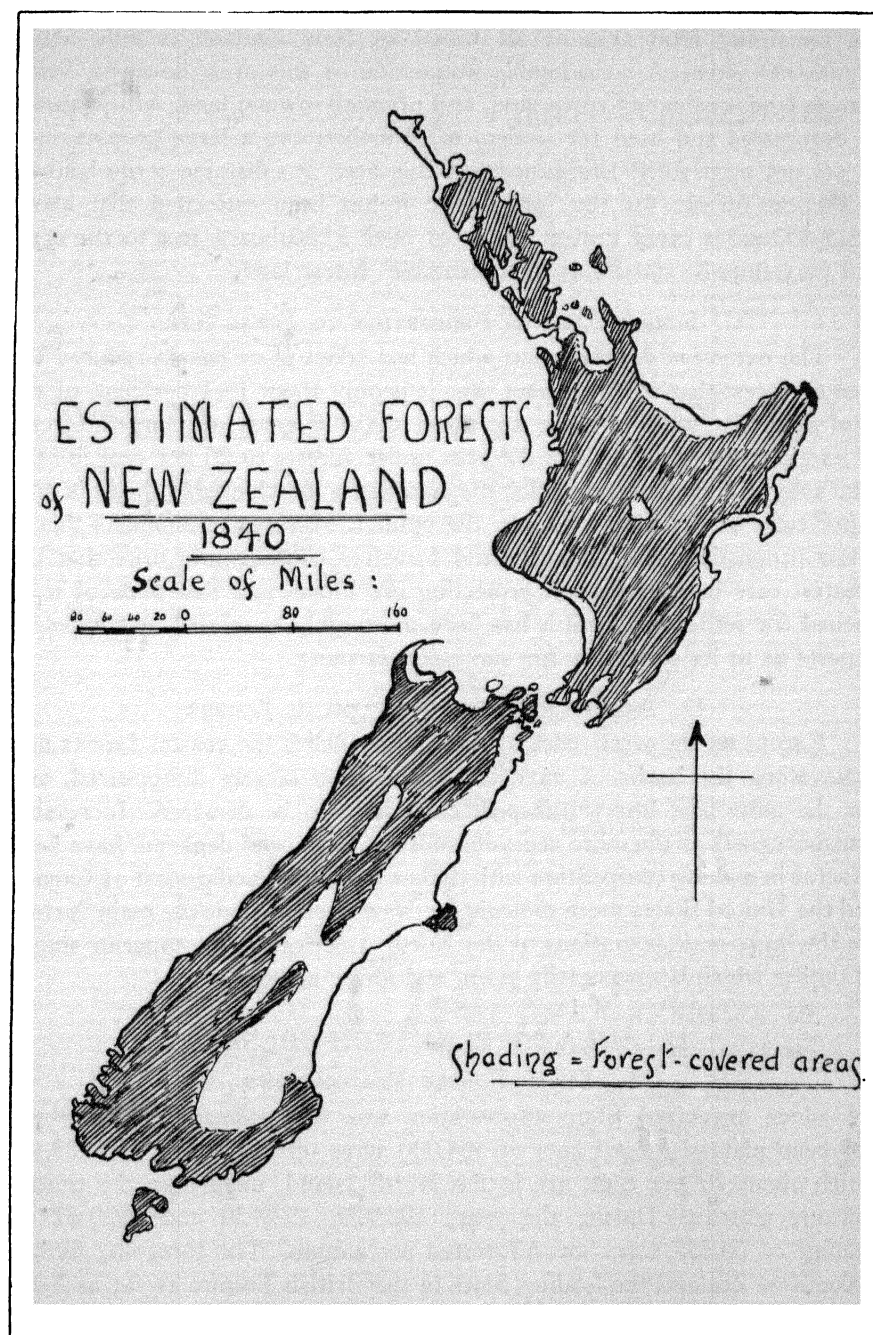 ESTIMATED FORESTS
of NEW ZEALAND
1840
Scale of Miles :
80 60 40 20 0 80 160
Shading = Forest-covered areas.